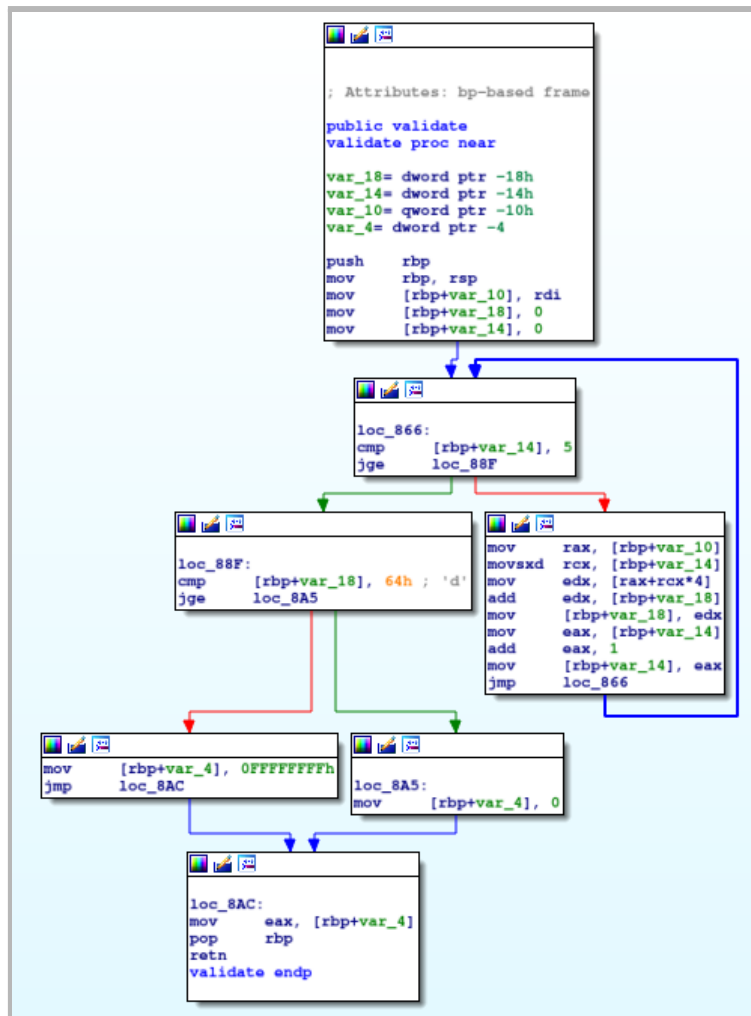 ; Attributes: bp-based frame
public validate
validate proc near
var_18= dword ptr -18h
var_14= dword ptr -14h
var_10= qword ptr -10h
var_4= dword ptr -4
push    rbp
mov     rbp, rsp
mov     [rbp+var_10], rdi
mov     [rbp+var_18], 0
mov     [rbp+var_14], 0
loc_866:
cmp     [rbp+var_14], 5
jge     loc_88F
loc_88F:
cmp     [rbp+var_18], 64h ; 'd'
jge     loc_8A5
mov     rax, [rbp+var_10]
movsxd  rcx, [rbp+var_14]
mov     edx, [rax+rcx*4]
add     edx, [rbp+var_18]
mov     [rbp+var_18], edx
mov     eax, [rbp+var_14]
add     eax, 1
mov     [rbp+var_14], eax
jmp     loc_866
mov     [rbp+var_4], 0FFFFFFFFh
jmp     loc_8AC
loc_8A5:
mov     [rbp+var_4], 0
loc_8AC:
mov     eax, [rbp+var_4]
pop     rbp
retn
validate endp